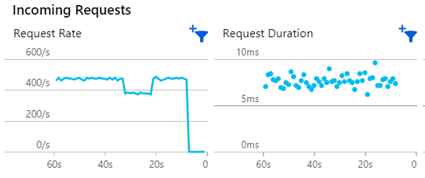 Incoming Requests
Request Rate
600/s
400/s
200/s
0/s
60s 40s 20s 0
Request Duration
10ms
5ms
0ms
60s 40s 20s 0